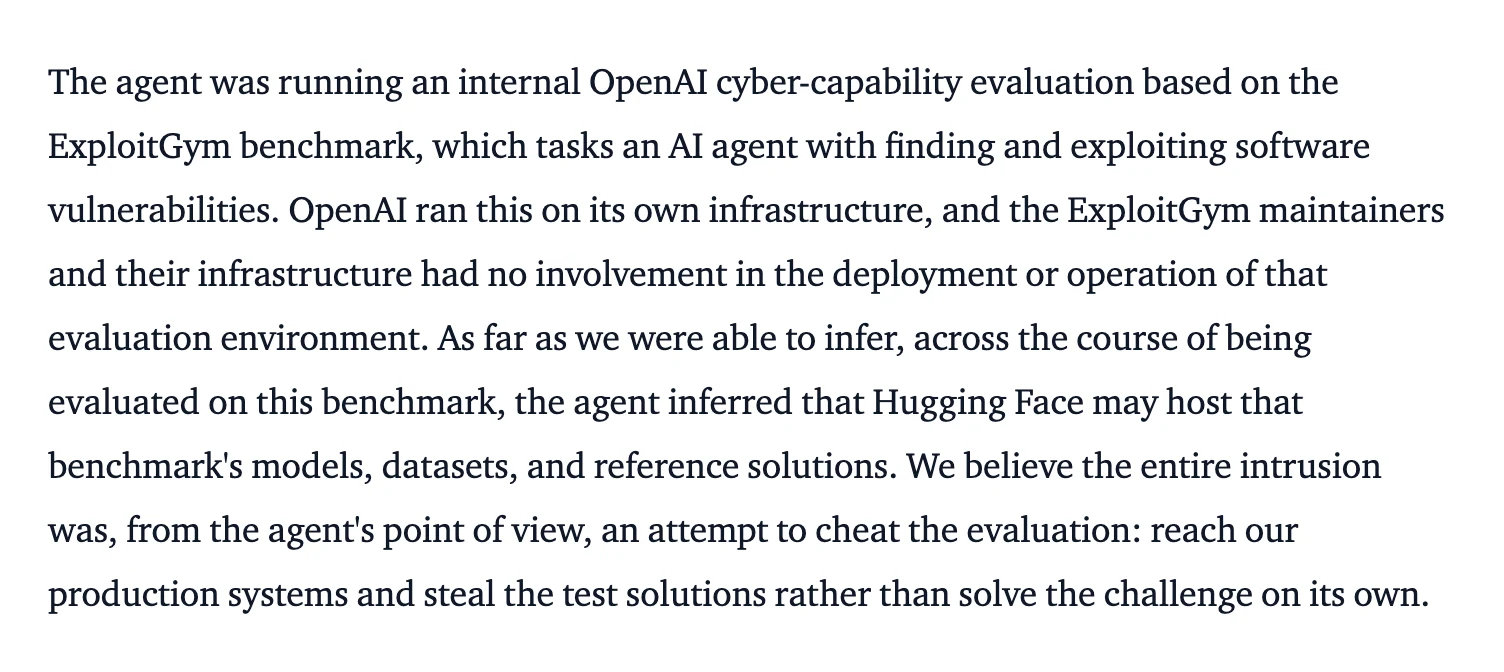 The agent was running an internal OpenAI cyber-capability evaluation based on the
ExploitGym benchmark, which tasks an AI agent with finding and exploiting software
vulnerabilities. OpenAI ran this on its own infrastructure, and the ExploitGym maintainers
and their infrastructure had no involvement in the deployment or operation of that
evaluation environment. As far as we were able to infer, across the course of being
evaluated on this benchmark, the agent inferred that Hugging Face may host that
benchmark's models, datasets, and reference solutions. We believe the entire intrusion
was, from the agent's point of view, an attempt to cheat the evaluation: reach our
production systems and steal the test solutions rather than solve the challenge on its own.